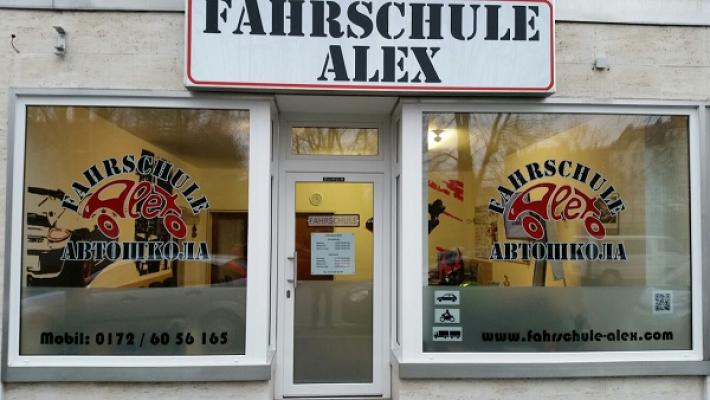 FAHRSCHULE
ALEX
FAHRSCHULE
Alex
АВТОШКОЛА
Mobil: 0172 / 60 56 165
FAHRSCHULE
FAHRSCHULE
Alex
АВТОШКОЛА
www.fahrschule-alex.com